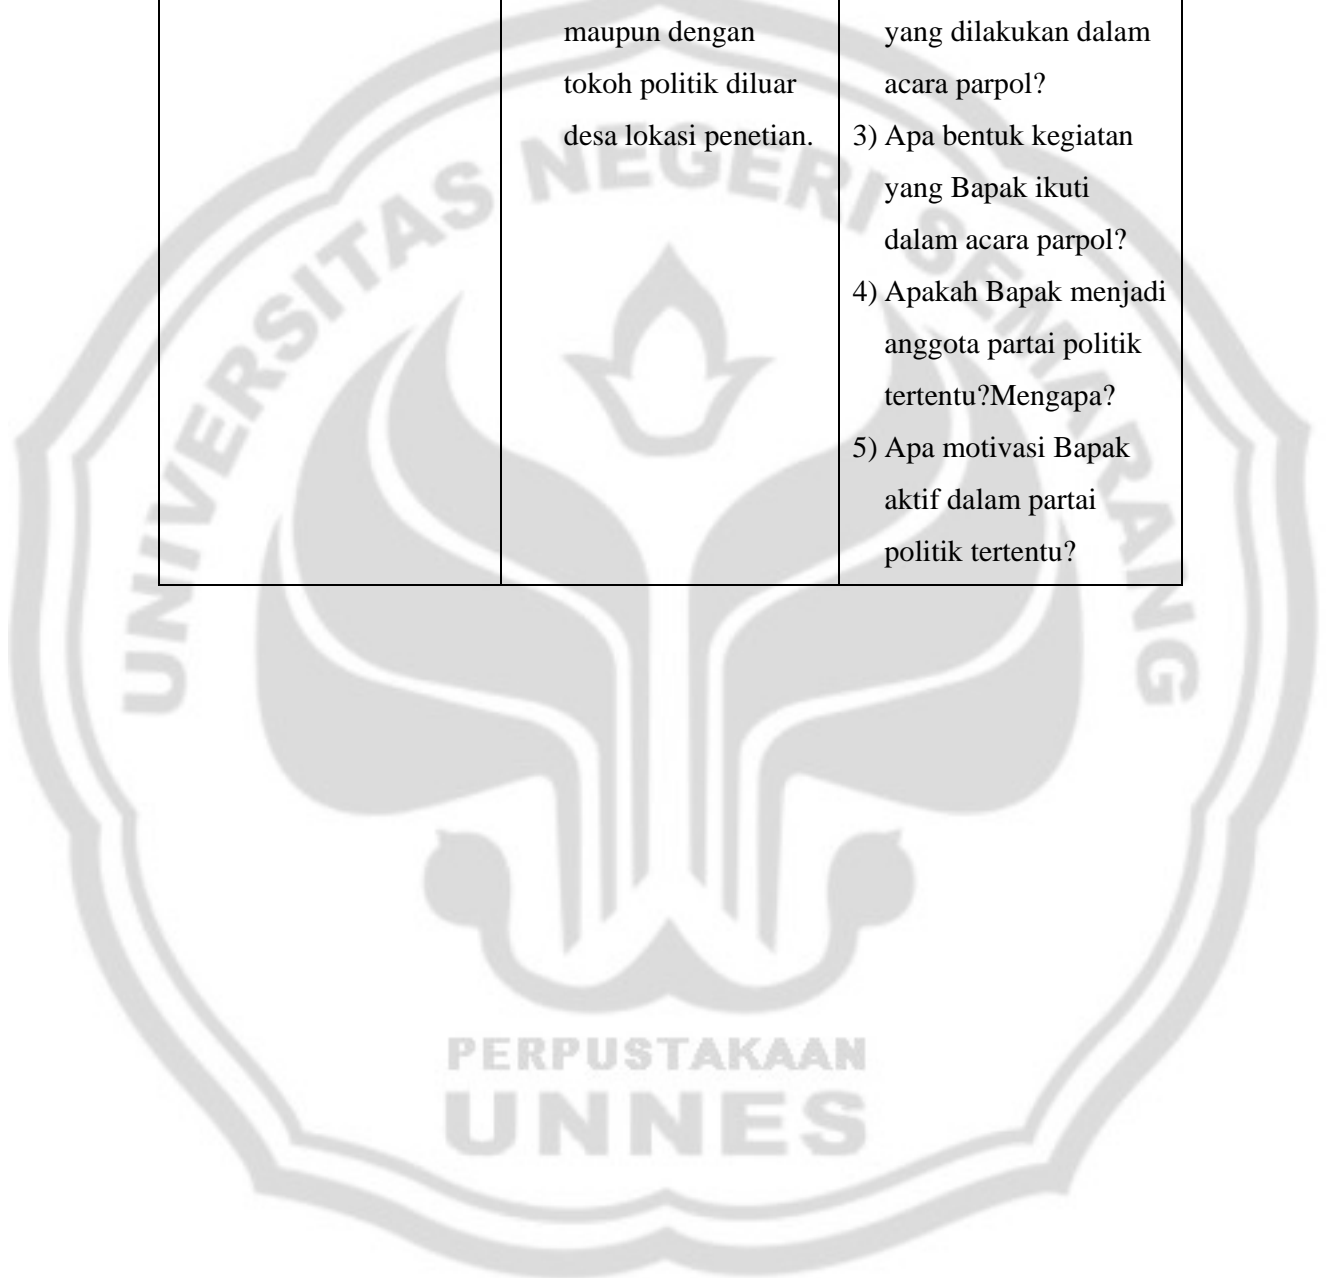 maupun dengan
tokoh politik diluar
desa lokasi penetian.
yang dilakukan dalam
acara parpol?
3) Apa bentuk kegiatan
yang Bapak ikuti
dalam acara parpol?
4) Apakah Bapak menjadi
anggota partai politik
tertentu?Mengapa?
5) Apa motivasi Bapak
aktif dalam partai
politik tertentu?
UNIVERSITAS NEGERI SEMARANG
PERPUSTAKAAN
UNNES